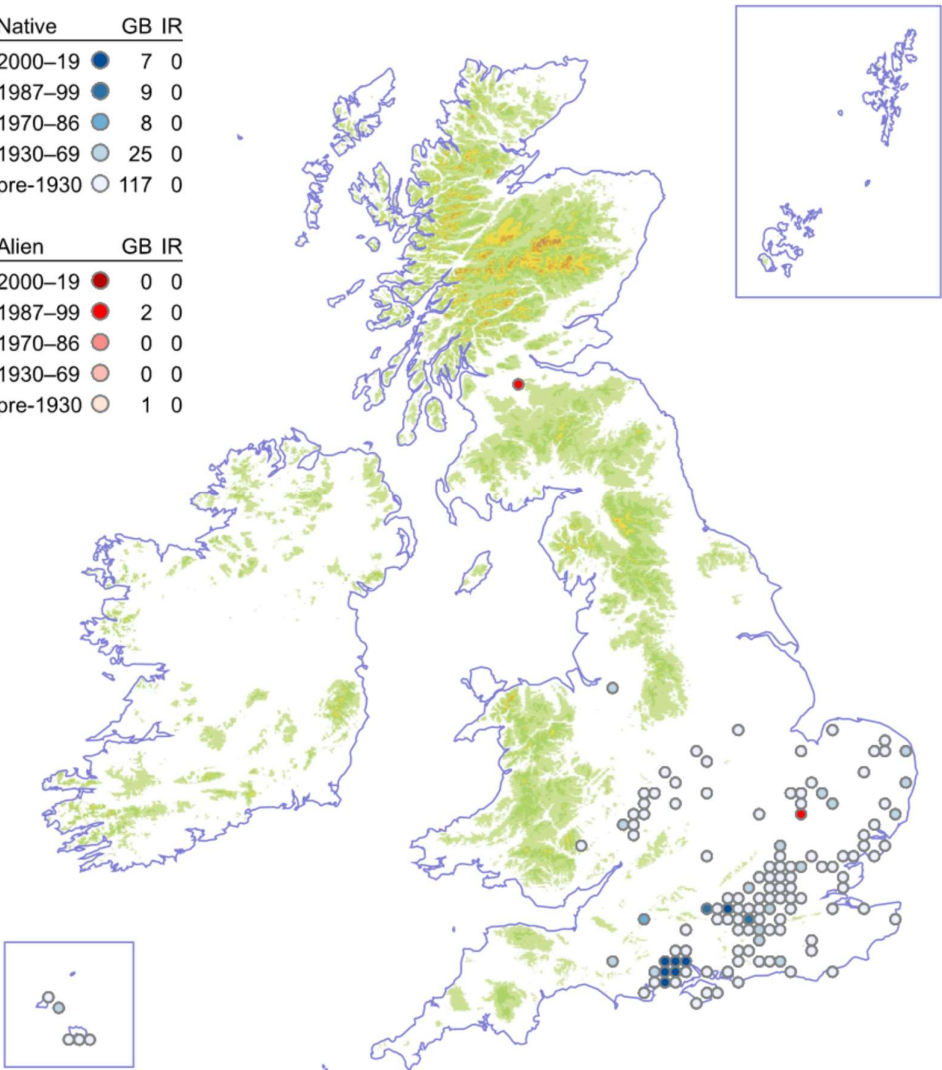 Native GB IR
2000–19 7 0
1987–99 9 0
1970–86 8 0
1930–69 25 0
pre-1930 117 0
Alien GB IR
2000–19 0 0
1987–99 2 0
1970–86 0 0
1930–69 0 0
pre-1930 1 0